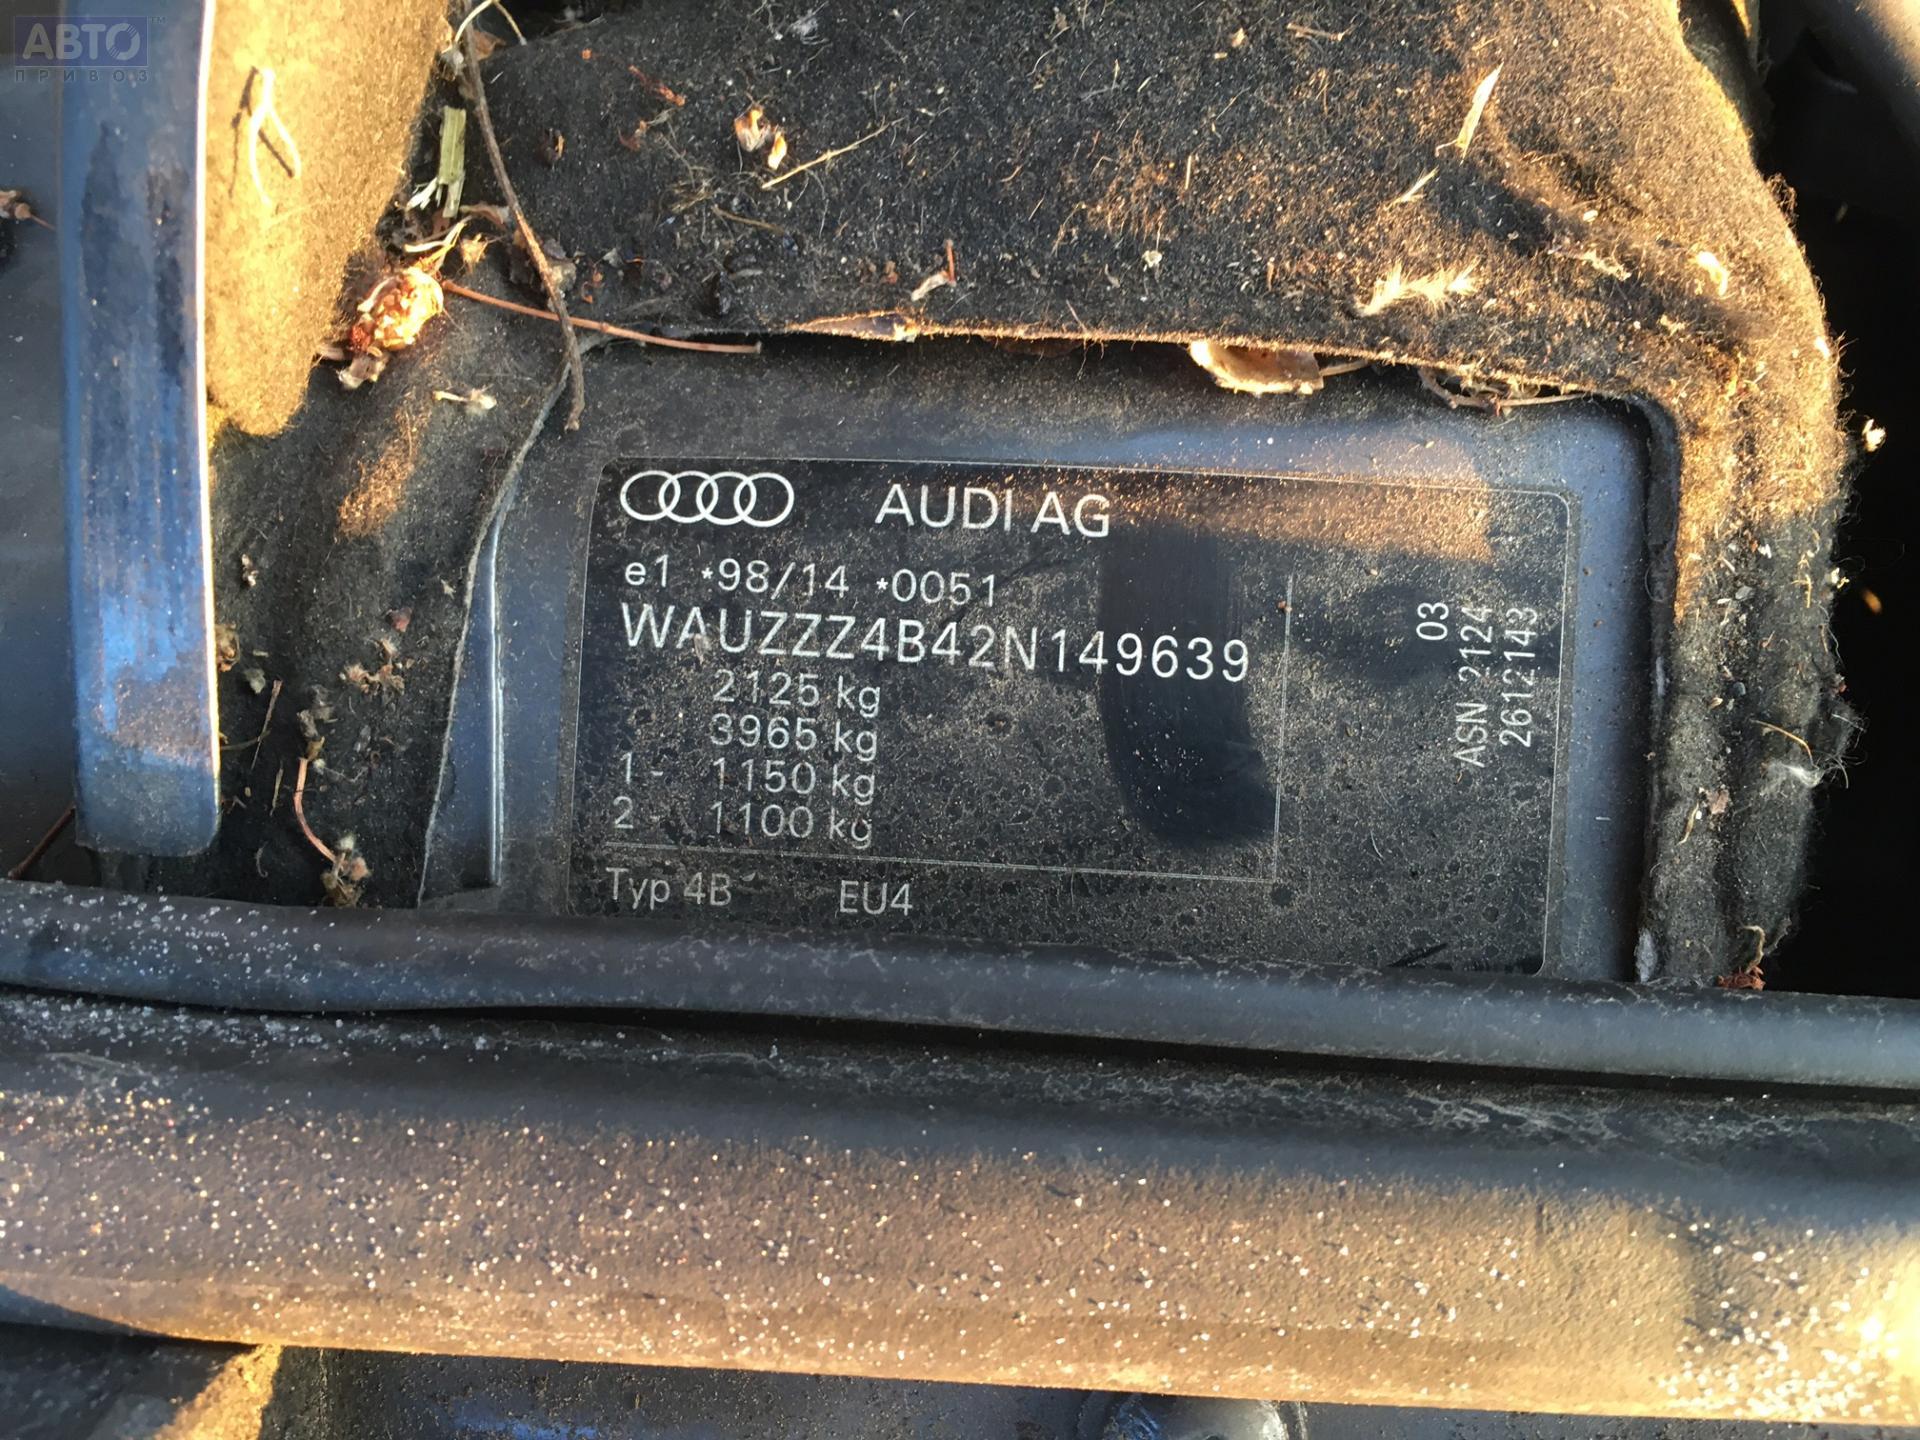 АВТО™
ПРИВОЗ
AUDI AG
e1 *98/14 *0051
WAUZZZ4B42N149639
2125 kg
3965 kg
1 - 1150 kg
2 - 1100 kg
Typ 4B EU4
03
ASN 2124
2612143